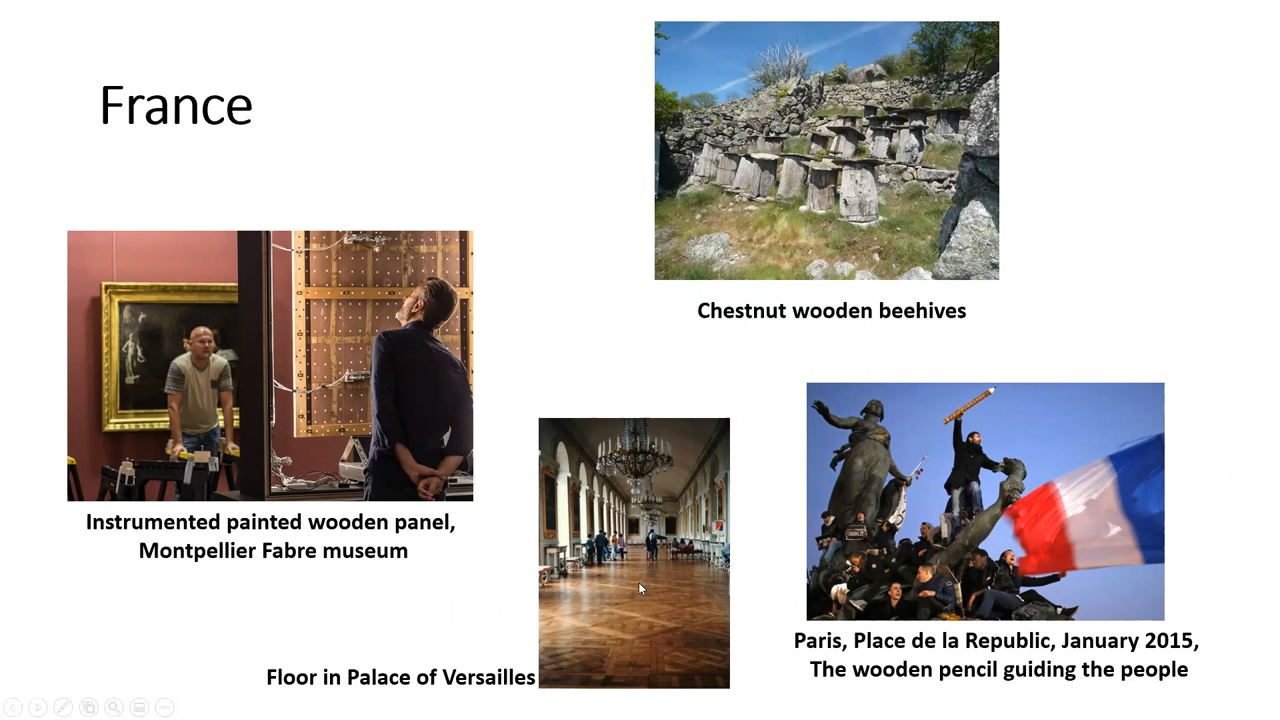 France
Chestnut wooden beehives
Instrumented painted wooden panel,
Montpellier Fabre museum
Floor in Palace of Versailles
CHARLIE
Paris, Place de la Republic, January 2015,
The wooden pencil guiding the people